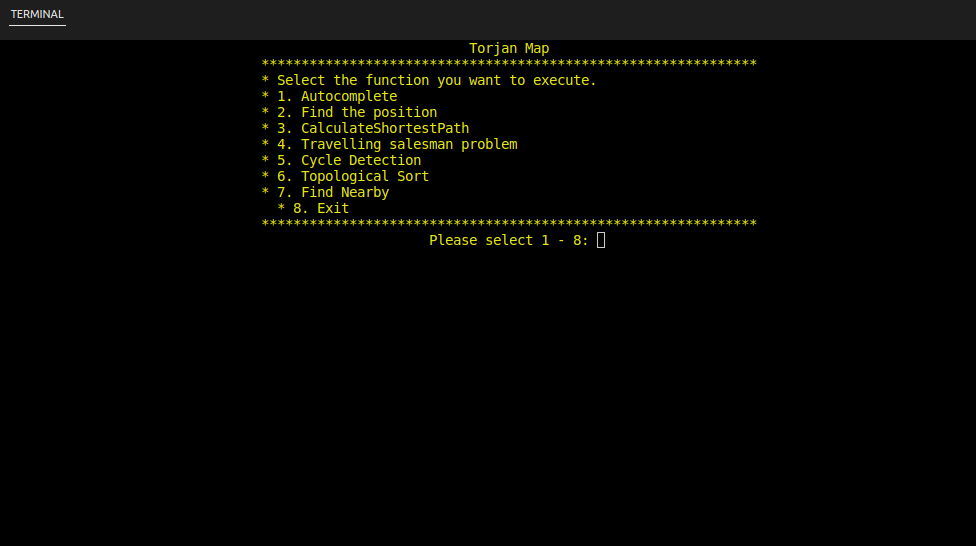 TERMINAL
Torjan Map
**************************************************************
* Select the function you want to execute.
* 1. Autocomplete
* 2. Find the position
* 3. CalculateShortestPath
* 4. Travelling salesman problem
* 5. Cycle Detection
* 6. Topological Sort
* 7. Find Nearby
* 8. Exit
**************************************************************
Please select 1 - 8: